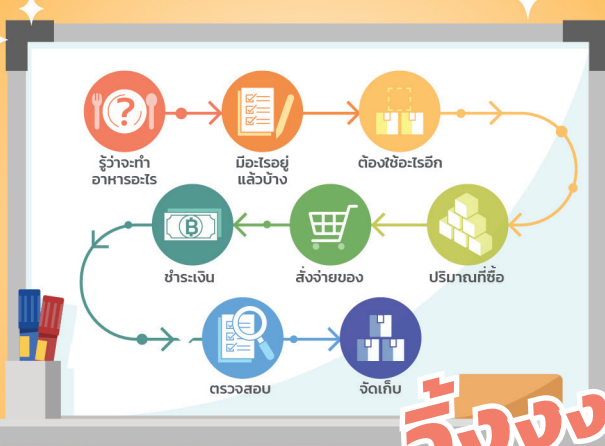 รู้ว่าจะทำ
อาหารอะไร
มีอะไรอยู่
แล้วบ้าง
ต้องใช้อะไรอีก
ชำระเงิน
สั่งจ่ายของ
ปริมาณที่ซื้อ
ตรวจสอบ
จัดเก็บ